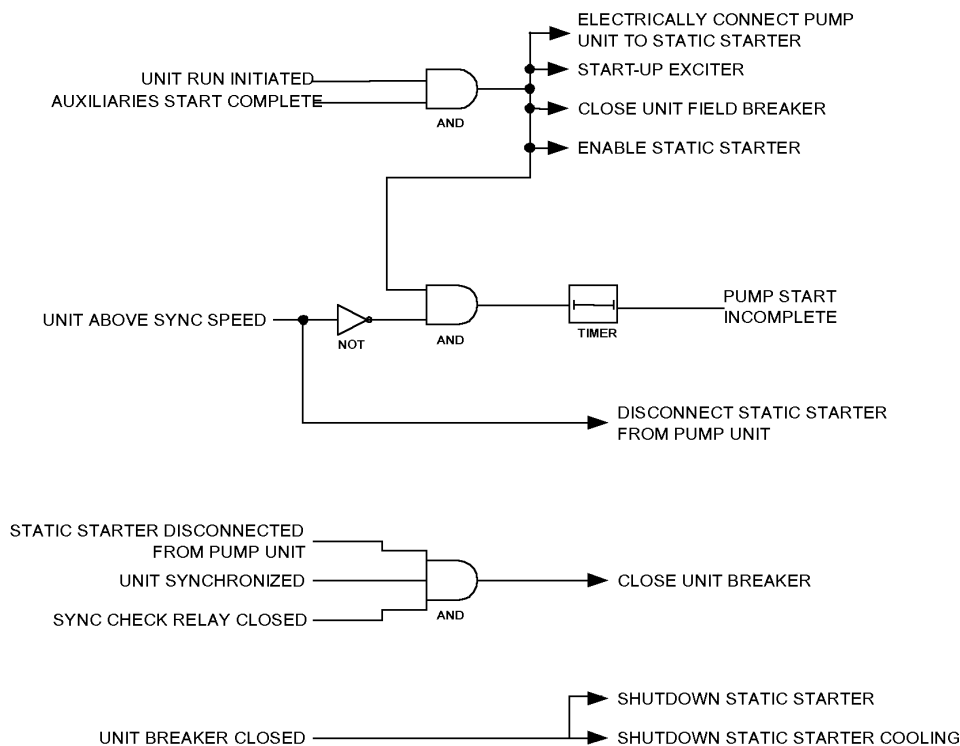 ELECTRICALLY CONNECT PUMP
UNIT TO STATIC STARTER
UNIT RUN INITIATED
START-UP EXCITER
AUXILIARIES START COMPLETE
CLOSE UNIT FIELD BREAKER
AND
ENABLE STATIC STARTER
PUMP START
INCOMPLETE
UNIT ABOVE SYNC SPEED
NOT
AND
TIMER
DISCONNECT STATIC STARTER
FROM PUMP UNIT
STATIC STARTER DISCONNECTED
FROM PUMP UNIT
UNIT SYNCHRONIZED
CLOSE UNIT BREAKER
SYNC CHECK RELAY CLOSED
AND
SHUTDOWN STATIC STARTER
UNIT BREAKER CLOSED
SHUTDOWN STATIC STARTER COOLING